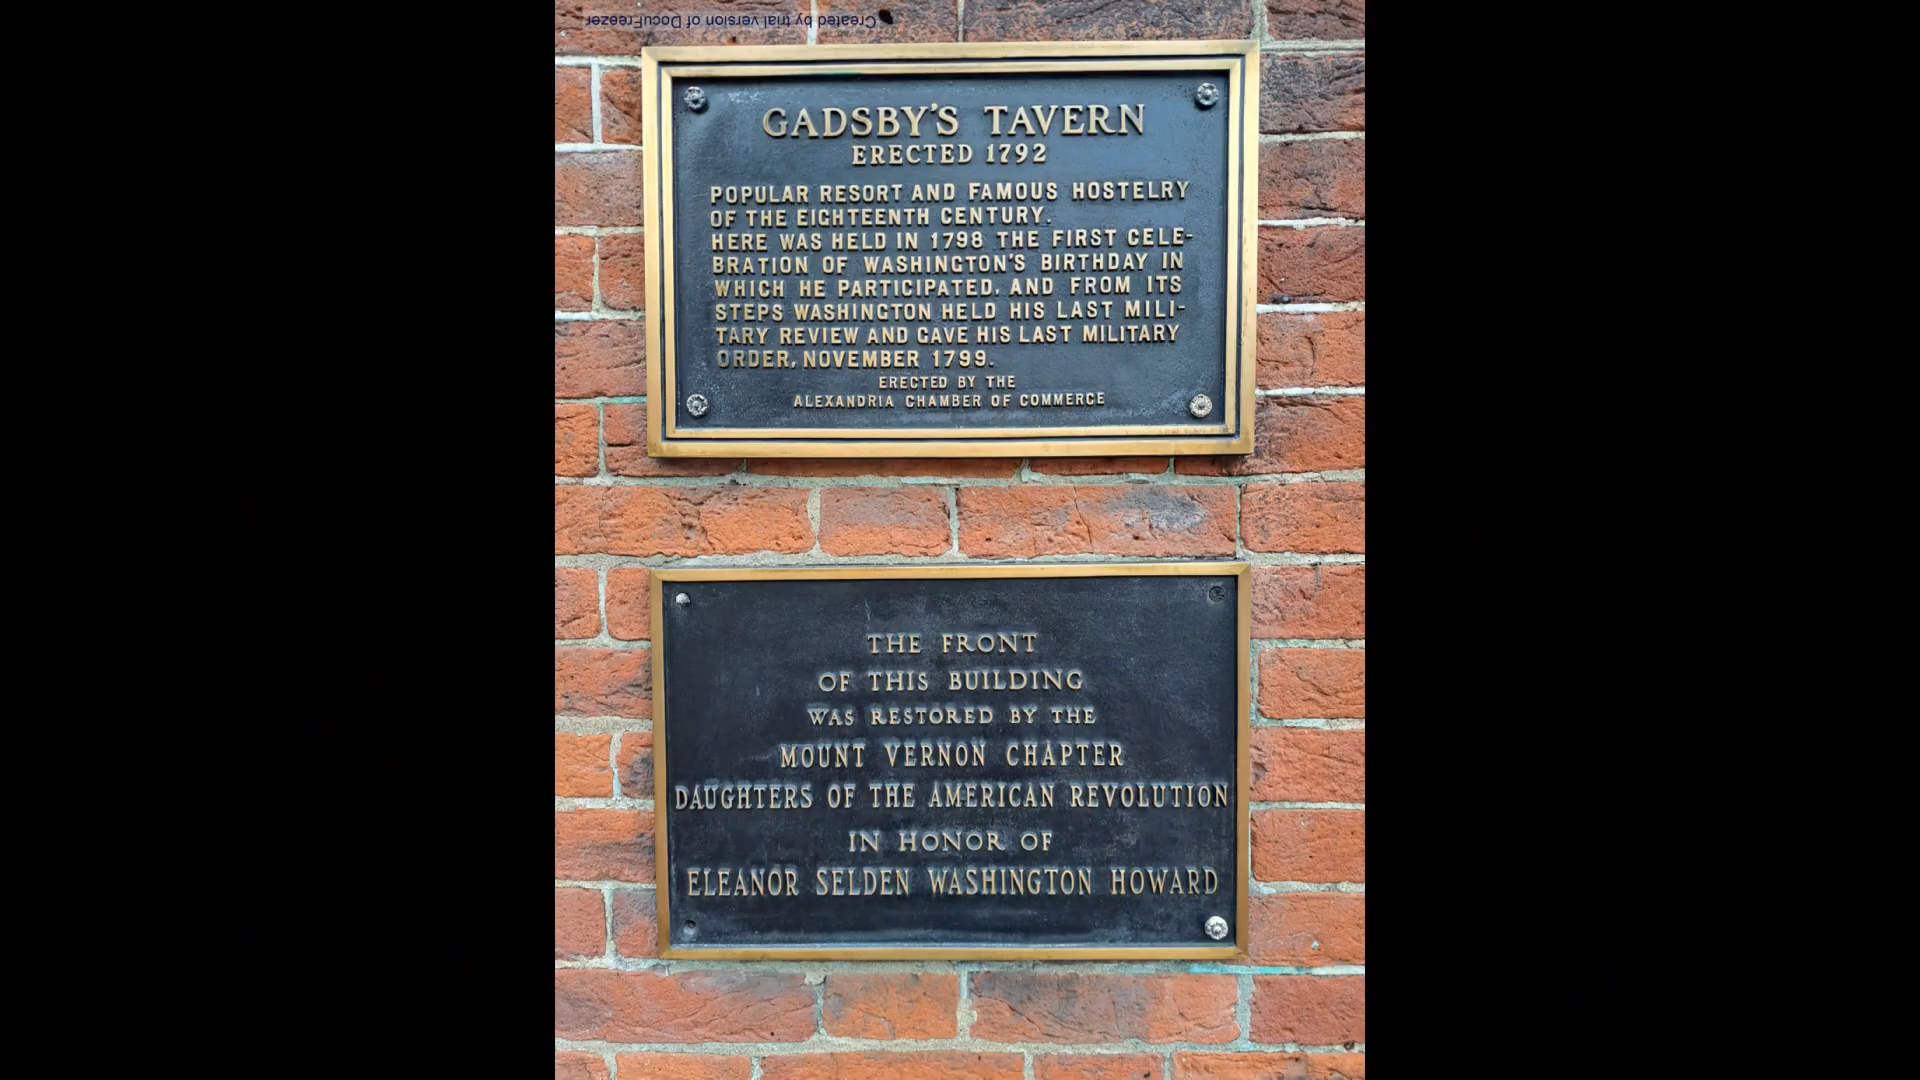 Created by trial version of DocuFreezer
GADSBY'S TAVERN
ERECTED 1792
POPULAR RESORT AND FAMOUS HOSTELRY
OF THE EIGHTEENTH CENTURY.
HERE WAS HELD IN 1798 THE FIRST CELE-
BRATION OF WASHINGTON'S BIRTHDAY IN
WHICH HE PARTICIPATED, AND FROM ITS
STEPS WASHINGTON HELD HIS LAST MILI-
TARY REVIEW AND GAVE HIS LAST MILITARY
ORDER, NOVEMBER 1799.
ERECTED BY THE
ALEXANDRIA CHAMBER OF COMMERCE
THE FRONT
OF THIS BUILDING
WAS RESTORED BY THE
MOUNT VERNON CHAPTER
DAUGHTERS OF THE AMERICAN REVOLUTION
IN HONOR OF
ELEANOR SELDEN WASHINGTON HOWARD